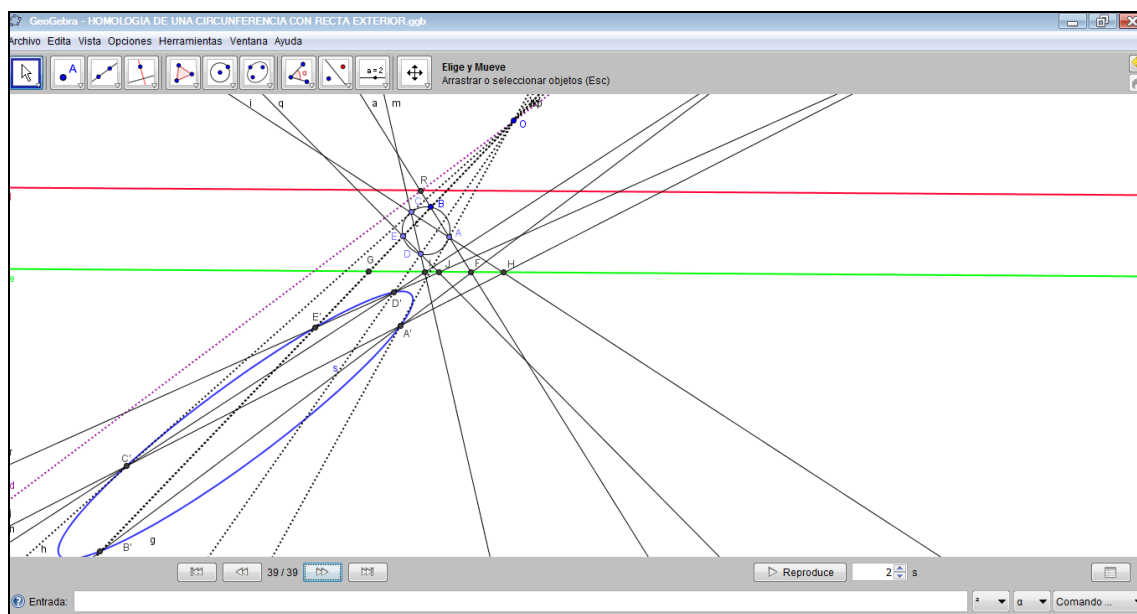 GeoGebra - HOMOLOGIA DE UNA CIRCUNFERENCIA CON RECTA EXTERIOR.ggb
Archivo Edita Vista Opciones Herramientas Ventana Ayuda
A
α
a = 2
Elige y Mueve
Arrastrar o seleccionar objetos (Esc)
i q a m
O
R
C B
E A
D
G I J F H
D'
E' A'
s
r
C'
d
i
n
h B' g
39 / 39
Reproduce 2 s
Entrada:
α Comando ...